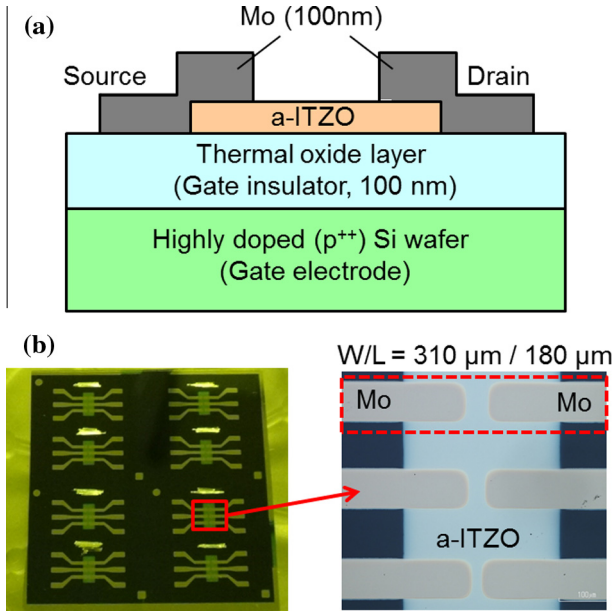 (a)
Mo (100nm)
Source
Drain
a-ITZO
Thermal oxide layer
(Gate insulator, 100 nm)
Highly doped (p⁺⁺) Si wafer
(Gate electrode)
(b)
W/L = 310 µm / 180 µm
Mo
Mo
a-ITZO
100µm